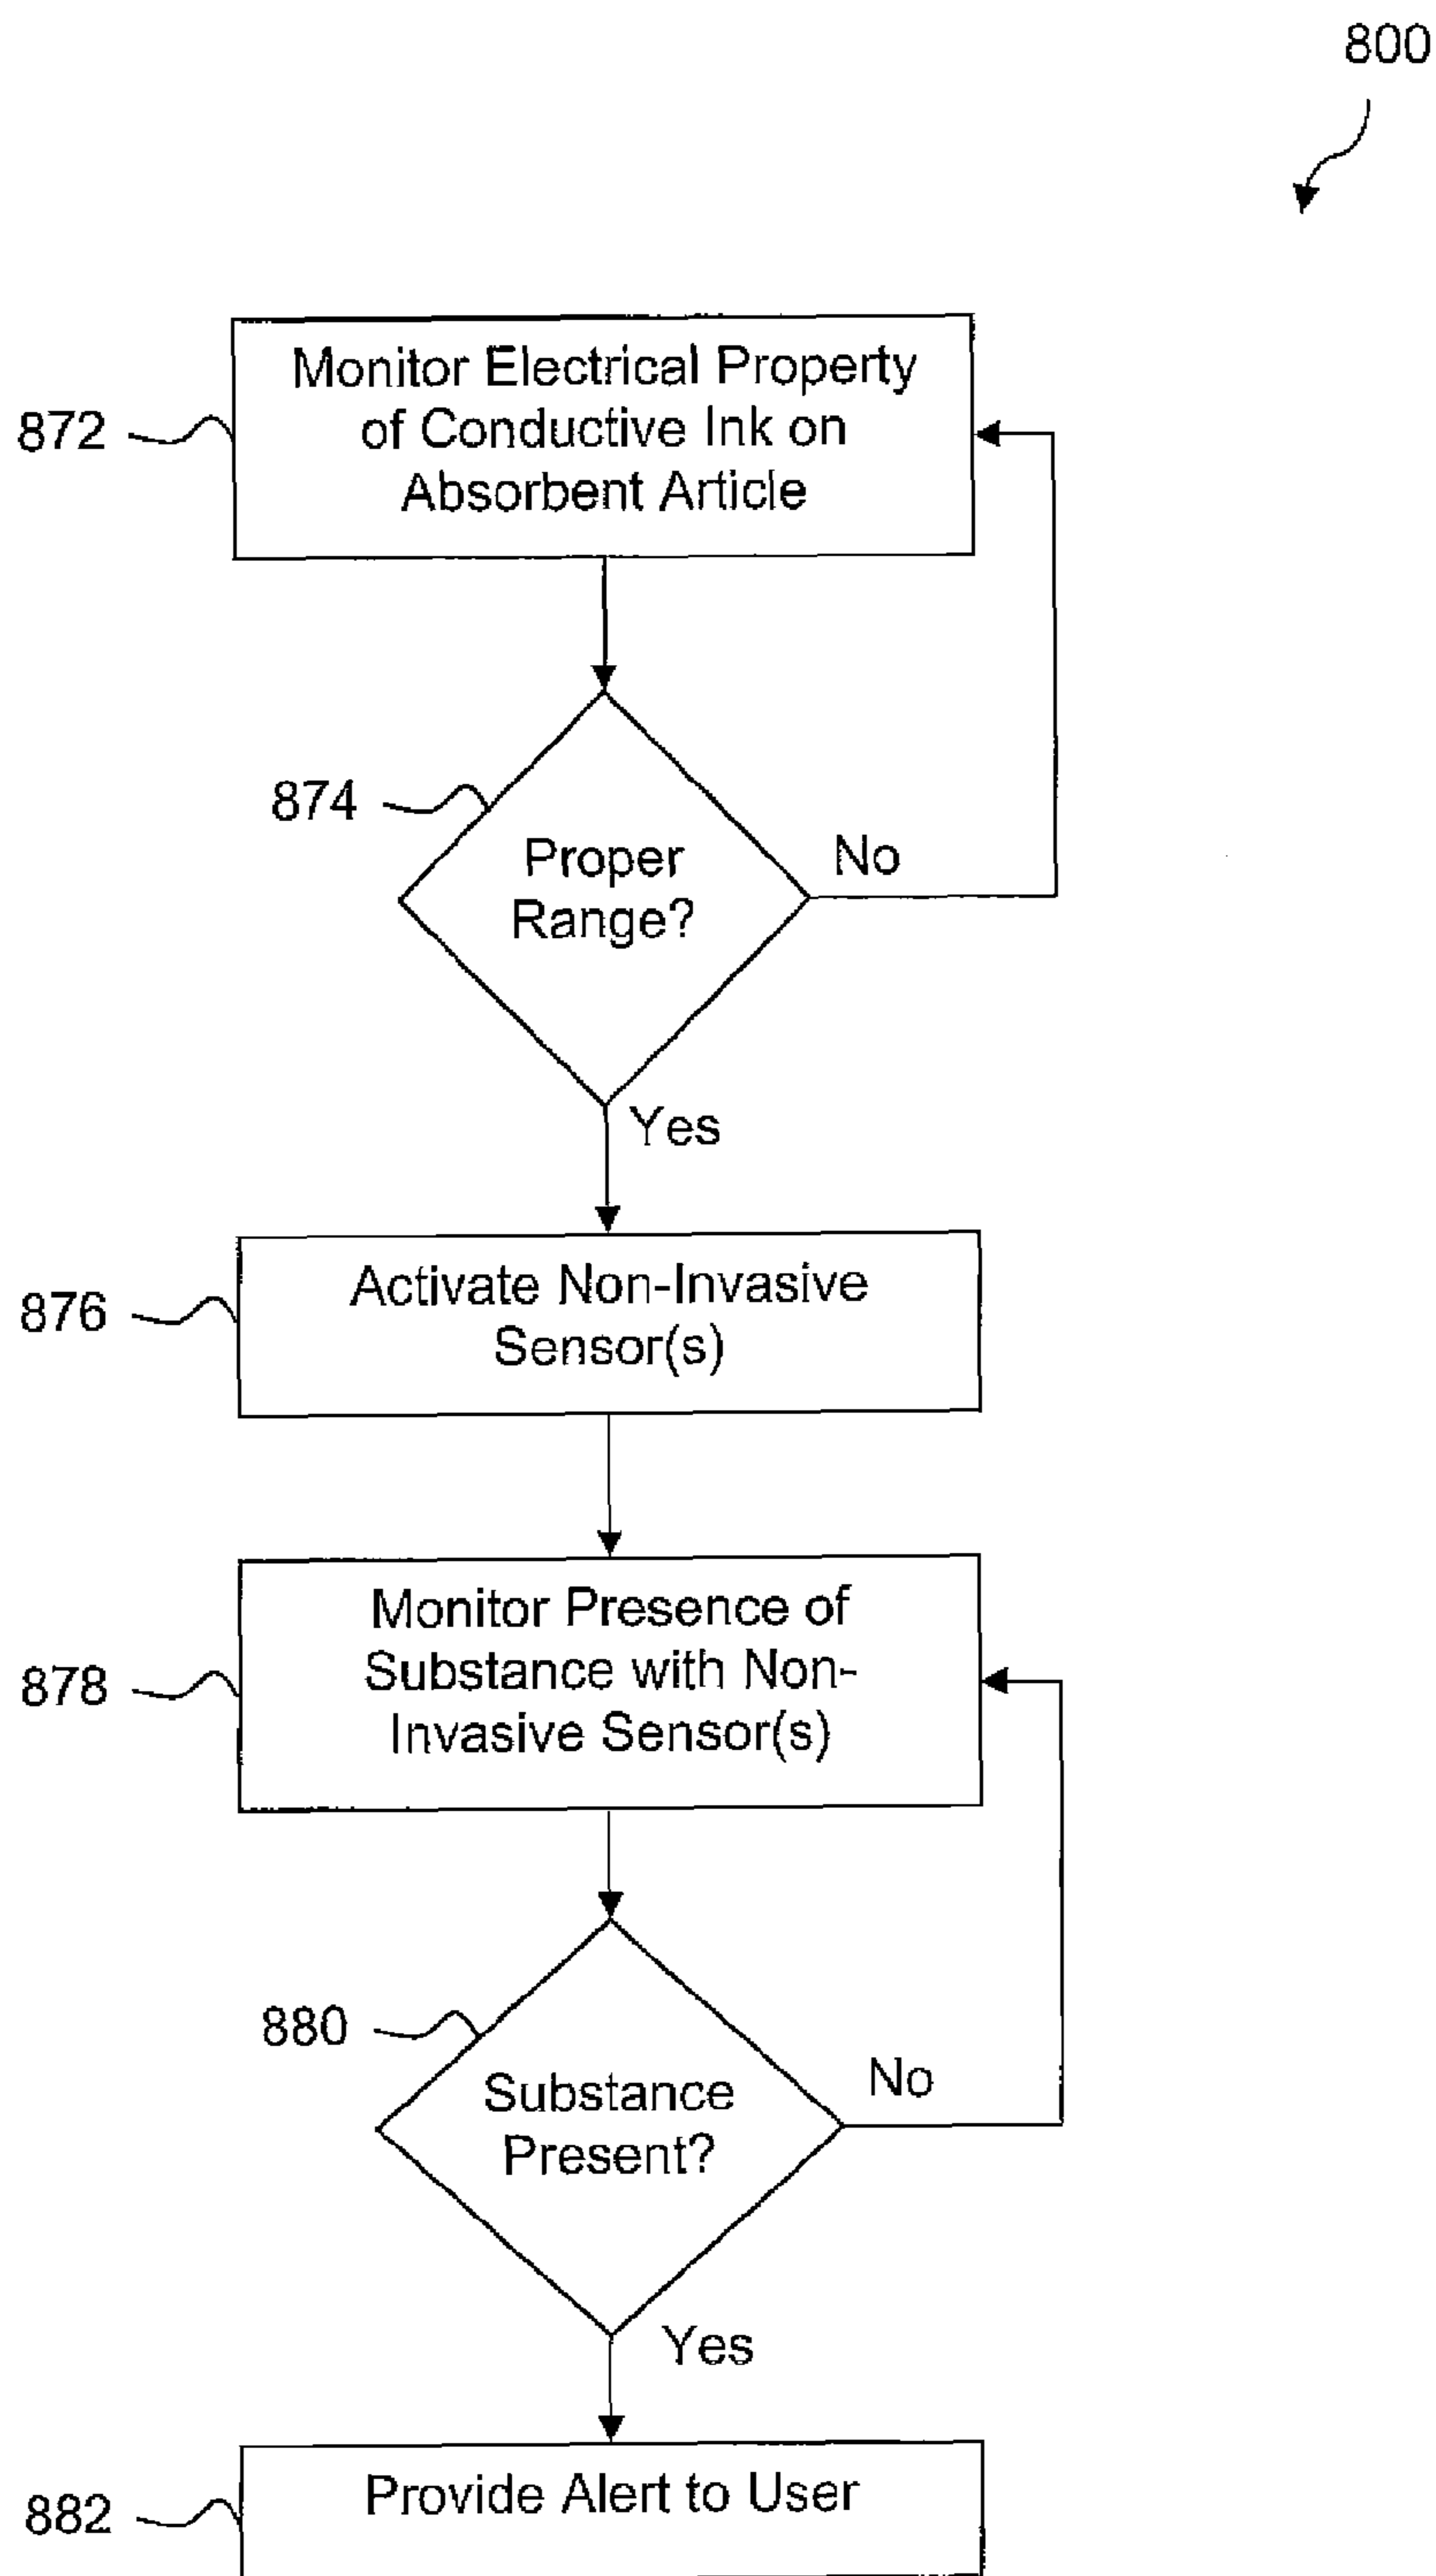 800
Monitor Electrical Property
of Conductive Ink on
Absorbent Article
872
874
Proper
Range?
No
Yes
876
Activate Non-Invasive
Sensor(s)
878
Monitor Presence of
Substance with Non-
Invasive Sensor(s)
880
Substance
Present?
No
Yes
882
Provide Alert to User